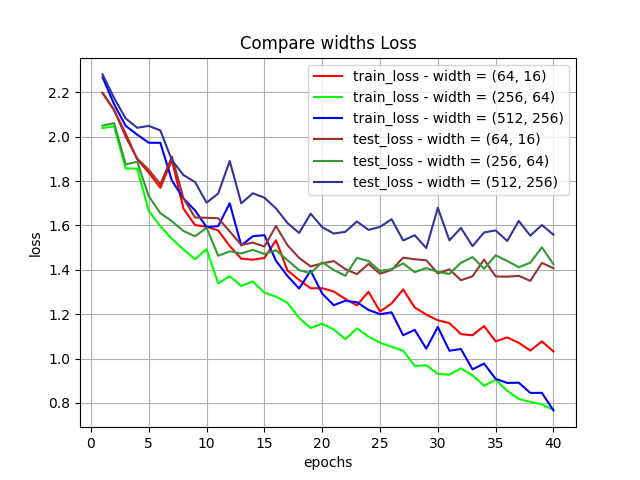 Compare widths Loss
train_loss - width = (64, 16)
train_loss - width = (256, 64)
train_loss - width = (512, 256)
test_loss - width = (64, 16)
test_loss - width = (256, 64)
test_loss - width = (512, 256)
2.2
2.0
1.8
1.6
1.4
1.2
1.0
0.8
loss
0 5 10 15 20 25 30 35 40
epochs